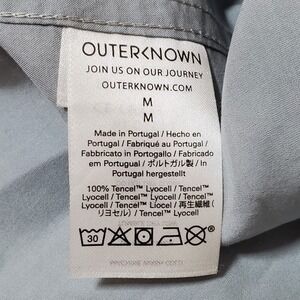 OUTERKNOWN
JOIN US ON OUR JOURNEY
OUTERKNOWN.COM
M
M
Made in Portugal / Hecho en
Portugal / Fabriqué au Portugal /
Fabbricato in Portogallo / Fabricado
em Portugal / ポルトガル製 / In
Portugal hergestellt
100% Tencel™ Lyocell / Tencel™
Lyocell / Tencel™ Lyocell / Tencel™
Liocel / Tencel™ Lyocell / 再生繊維(
リヨセル) / Tencel™ Lyocell
30